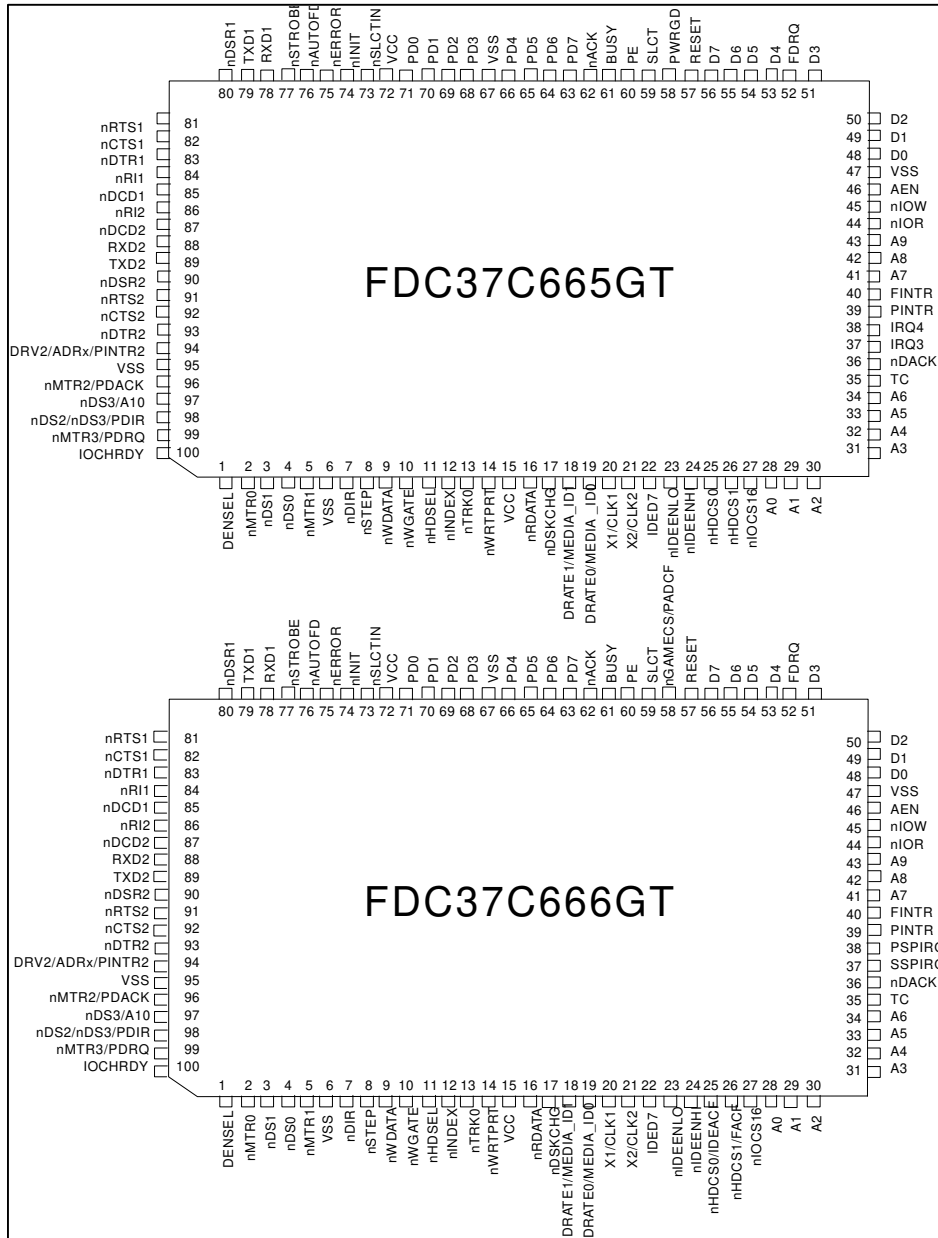 nDSR1 TXD1 RXD1 nSTROBE nAUTOFD nERROR nINIT nSLCTIN VCC PD0 PD1 PD2 PD3 VSS PD4 PD5 PD6 PD7 nACK BUSY PE SLCT PWRGD RESET D7 D6 D5 D4 FDRQ D3
80 79 78 77 76 75 74 73 72 71 70 69 68 67 66 65 64 63 62 61 60 59 58 57 56 55 54 53 52 51
nRTS1 81 50 D2
nCTS1 82 49 D1
nDTR1 83 48 D0
nRI1 84 47 VSS
nDCD1 85 46 AEN
nRI2 86 45 nIOW
nDCD2 87 44 nIOR
RXD2 88 43 A9
TXD2 89 42 A8
nDSR2 90 41 A7
nRTS2 91 40 FINTR
nCTS2 92 39 PINTR
nDTR2 93 38 IRQ4
DRV2/ADRx/PINTR2 94 37 IRQ3
VSS 95 36 nDACK
nMTR2/PDACK 96 35 TC
nDS3/A10 97 34 A6
nDS2/nDS3/PDIR 98 33 A5
nMTR3/PDRQ 99 32 A4
IOCHRDY 100 31 A3
FDC37C665GT
1 2 3 4 5 6 7 8 9 10 11 12 13 14 15 16 17 18 19 20 21 22 23 24 25 26 27 28 29 30
DENSEL nMTR0 nDS1 nDS0 nMTR1 VSS nDIR nSTEP nWDATA nWGATE nHDSEL nINDEX nTRK0 nWRTPRT VCC nRDATA nDSKCHG DRATE1/MEDIA_ID1 DRATE0/MEDIA_ID0 X1/CLK1 X2/CLK2 IDED7 nIDEENLO nIDEENHI nHDCS0 nHDCS1 nIOCS16 A0 A1 A2
nDSR1 TXD1 RXD1 nSTROBE nAUTOFD nERROR nINIT nSLCTIN VCC PD0 PD1 PD2 PD3 VSS PD4 PD5 PD6 PD7 nACK BUSY PE SLCT nGAMECS/PADCF RESET D7 D6 D5 D4 FDRQ D3
80 79 78 77 76 75 74 73 72 71 70 69 68 67 66 65 64 63 62 61 60 59 58 57 56 55 54 53 52 51
nRTS1 81 50 D2
nCTS1 82 49 D1
nDTR1 83 48 D0
nRI1 84 47 VSS
nDCD1 85 46 AEN
nRI2 86 45 nIOW
nDCD2 87 44 nIOR
RXD2 88 43 A9
TXD2 89 42 A8
nDSR2 90 41 A7
nRTS2 91 40 FINTR
nCTS2 92 39 PINTR
nDTR2 93 38
DRV2/ADRx/PINTR2 94 37
VSS 95 36 nDACK
nMTR2/PDACK 96 35 TC
nDS3/A10 97 34 A6
nDS2/nDS3/PDIR 98 33 A5
nMTR3/PDRQ 99 32 A4
IOCHRDY 100 31 A3
FDC37C666GT
1 2 3 4 5 6 7 8 9 10 11 12 13 14 15 16 17 18 19 20 21 22 23 24 25 26 27 28 29 30
DENSEL nMTR0 nDS1 nDS0 nMTR1 VSS nDIR nSTEP nWDATA nWGATE nHDSEL nINDEX nTRK0 nWRTPRT VCC nRDATA nDSKCHG DRATE1/MEDIA_ID1 DRATE0/MEDIA_ID0 X1/CLK1 X2/CLK2 IDED7 nIDEENLO nIDEENHI nHDCS0/IDEACF nHDCS1/FACF nIOCS16 A0 A1 A2